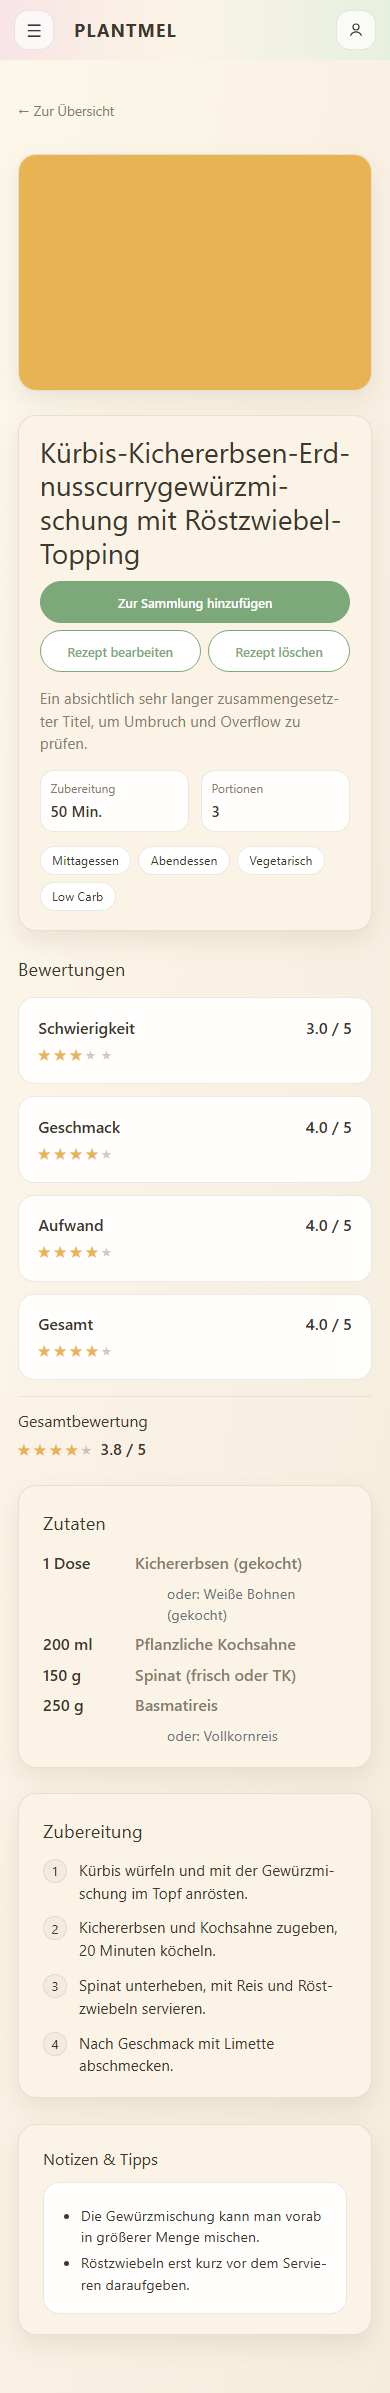 ☰ PLANTMEL
← Zur Übersicht
Kürbis-Kichererbsen-Erd-
nusscurrygewürzmi-
schung mit Röstzwiebel-
Topping
Zur Sammlung hinzufügen
Rezept bearbeiten Rezept löschen
Ein absichtlich sehr langer zusammengesetz-
ter Titel, um Umbruch und Overflow zu
prüfen.
Zubereitung Portionen
50 Min. 3
Mittagessen Abendessen Vegetarisch
Low Carb
Bewertungen
Schwierigkeit 3.0 / 5
★★★★★
Geschmack 4.0 / 5
★★★★★
Aufwand 4.0 / 5
★★★★★
Gesamt 4.0 / 5
★★★★★
Gesamtbewertung
★★★★★ 3.8 / 5
Zutaten
1 Dose Kichererbsen (gekocht)
oder: Weiße Bohnen
(gekocht)
200 ml Pflanzliche Kochsahne
150 g Spinat (frisch oder TK)
250 g Basmatireis
oder: Vollkornreis
Zubereitung
1 Kürbis würfeln und mit der Gewürzmi-
schung im Topf anrösten.
2 Kichererbsen und Kochsahne zugeben,
20 Minuten köcheln.
3 Spinat unterheben, mit Reis und Röst-
zwiebeln servieren.
4 Nach Geschmack mit Limette
abschmecken.
Notizen & Tipps
• Die Gewürzmischung kann man vorab
in größerer Menge mischen.
• Röstzwiebeln erst kurz vor dem Servie-
ren daraufgeben.